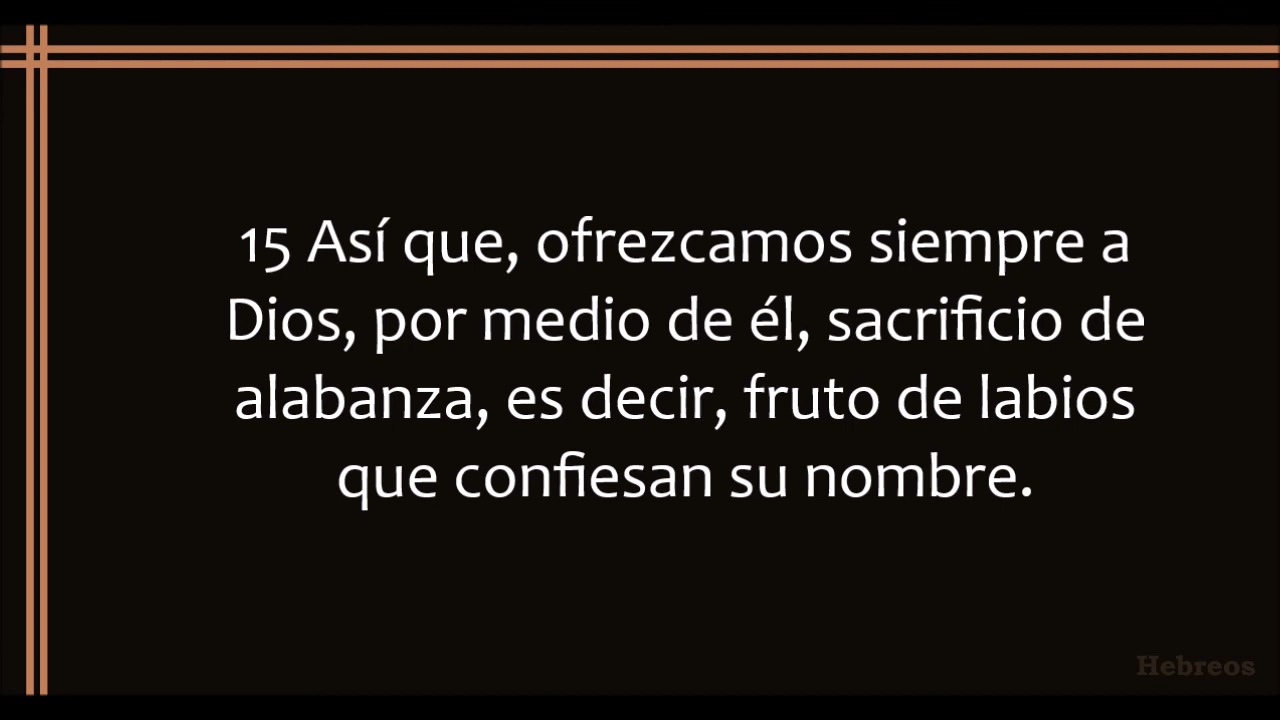 15 Así que, ofrezcamos siempre a
Dios, por medio de él, sacrificio de
alabanza, es decir, fruto de labios
que confiesan su nombre.
Hebreos